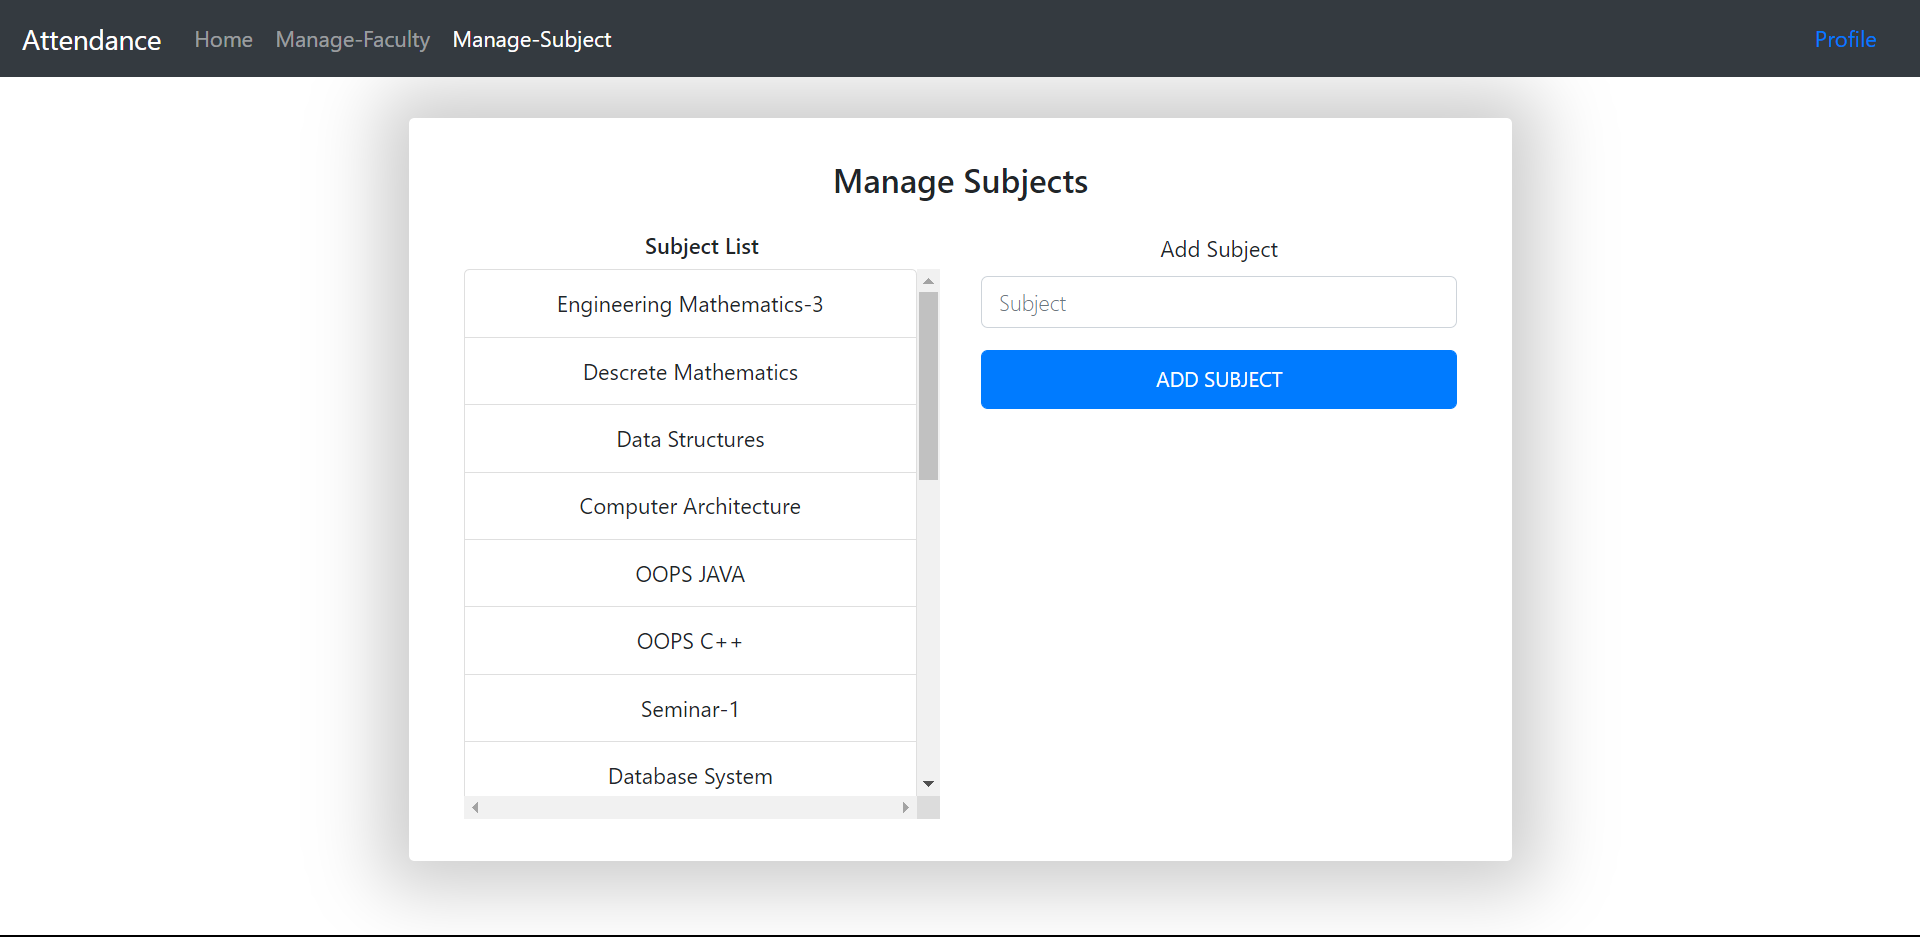 Attendance Home Manage-Faculty Manage-Subject Profile
Manage Subjects
Subject List
Engineering Mathematics-3
Descrete Mathematics
Data Structures
Computer Architecture
OOPS JAVA
OOPS C++
Seminar-1
Database System
Add Subject
Subject
ADD SUBJECT